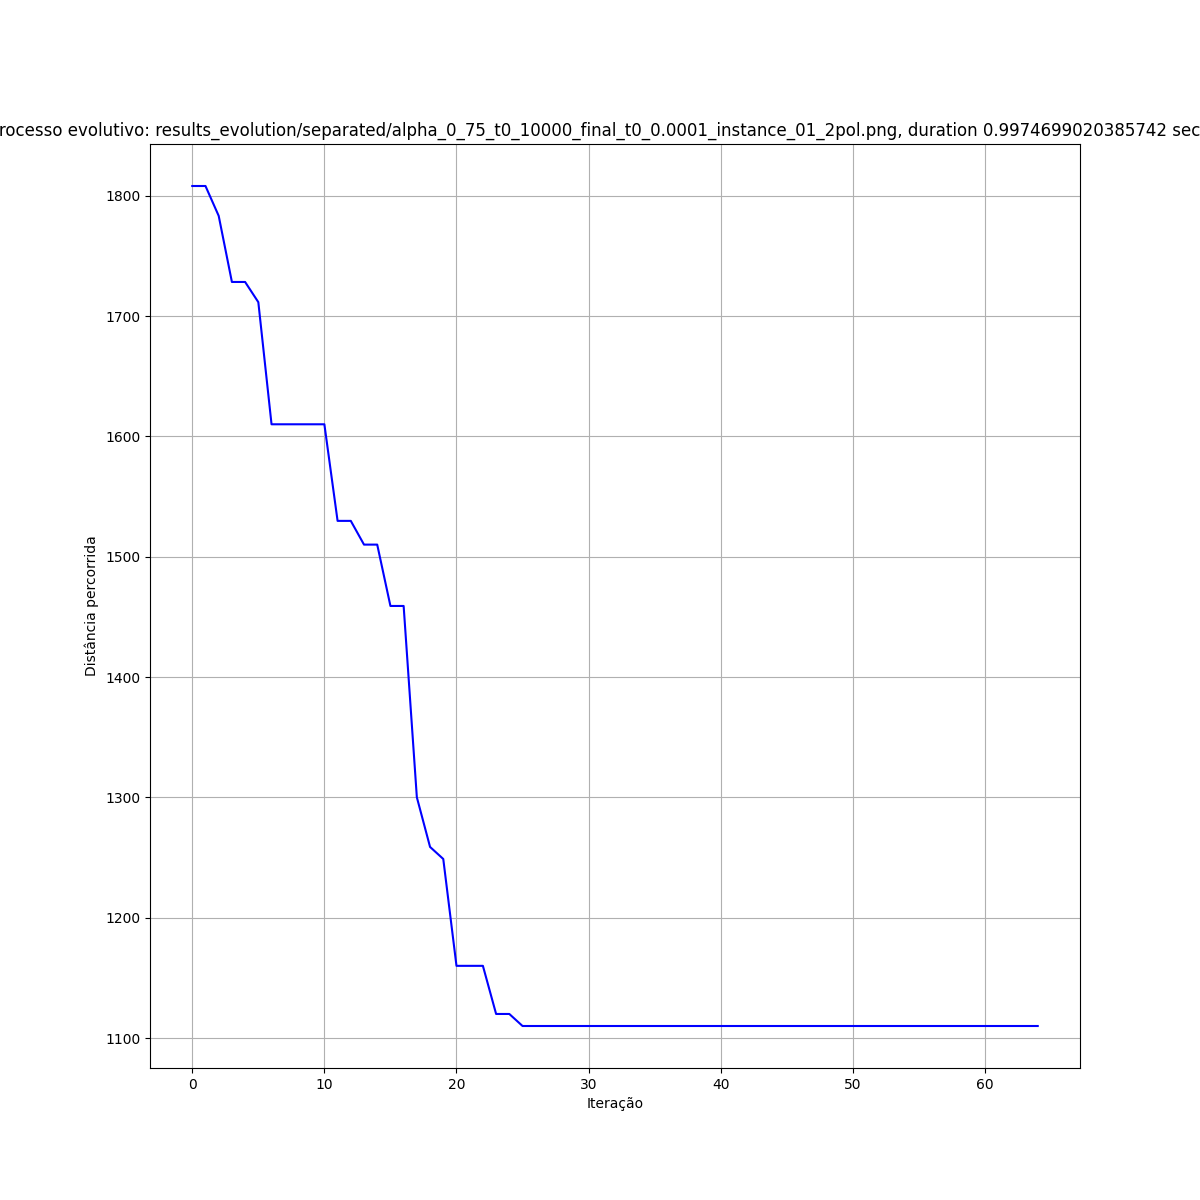 rocesso evolutivo: results_evolution/separated/alpha_0_75_t0_10000_final_t0_0.0001_instance_01_2pol.png, duration 0.9974699020385742 sec
1800
1700
1600
1500
1400
1300
1200
1100
Distância percorrida
0 10 20 30 40 50 60
Iteração